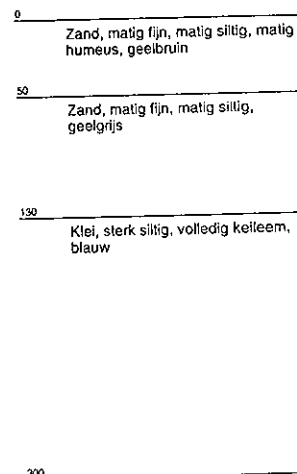 0
Zand, matig fijn, matig siltig, matig
humeus, geelbruin
50
Zand, matig fijn, matig siltig,
geelgrijs
130
Klei, sterk siltig, volledig keileem,
blauw
300